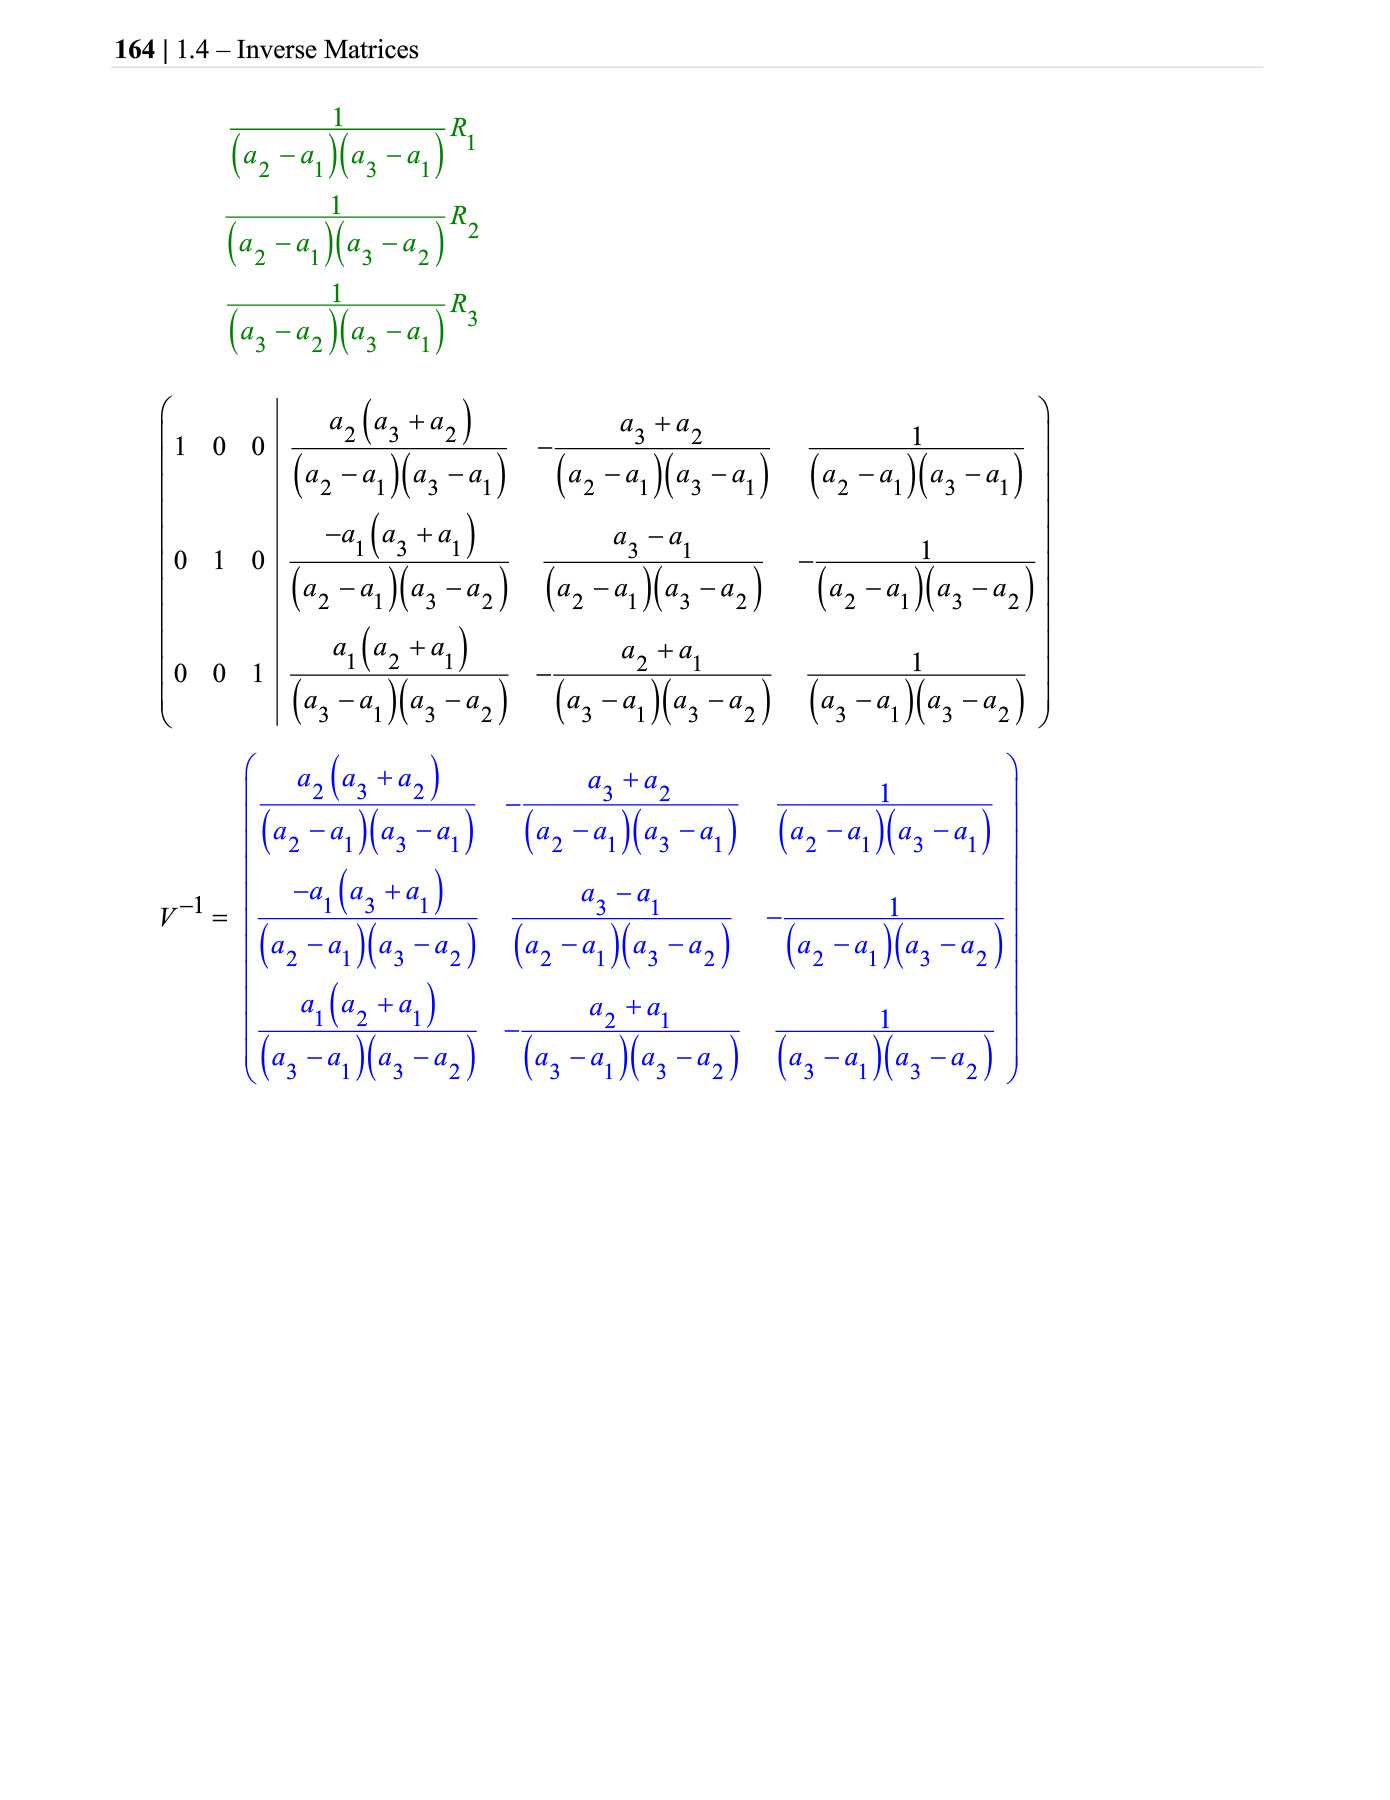 164 | 1.4 – Inverse Matrices
$\frac{1}{(a_2 - a_1)(a_3 - a_1)} R_1$
$\frac{1}{(a_2 - a_1)(a_3 - a_2)} R_2$
$\frac{1}{(a_3 - a_2)(a_3 - a_1)} R_3$
$\left(\begin{array}{ccc|ccc} 1 & 0 & 0 & \frac{a_2(a_3 + a_2)}{(a_2 - a_1)(a_3 - a_1)} & -\frac{a_3 + a_2}{(a_2 - a_1)(a_3 - a_1)} & \frac{1}{(a_2 - a_1)(a_3 - a_1)} \\
0 & 1 & 0 & \frac{-a_1(a_3 + a_1)}{(a_2 - a_1)(a_3 - a_2)} & \frac{a_3 - a_1}{(a_2 - a_1)(a_3 - a_2)} & -\frac{1}{(a_2 - a_1)(a_3 - a_2)} \\
0 & 0 & 1 & \frac{a_1(a_2 + a_1)}{(a_3 - a_1)(a_3 - a_2)} & -\frac{a_2 + a_1}{(a_3 - a_1)(a_3 - a_2)} & \frac{1}{(a_3 - a_1)(a_3 - a_2)} \end{array}\right)$
$V^{-1} = \begin{pmatrix} \frac{a_2(a_3 + a_2)}{(a_2 - a_1)(a_3 - a_1)} & -\frac{a_3 + a_2}{(a_2 - a_1)(a_3 - a_1)} & \frac{1}{(a_2 - a_1)(a_3 - a_1)} \\
\frac{-a_1(a_3 + a_1)}{(a_2 - a_1)(a_3 - a_2)} & \frac{a_3 - a_1}{(a_2 - a_1)(a_3 - a_2)} & -\frac{1}{(a_2 - a_1)(a_3 - a_2)} \\
\frac{a_1(a_2 + a_1)}{(a_3 - a_1)(a_3 - a_2)} & -\frac{a_2 + a_1}{(a_3 - a_1)(a_3 - a_2)} & \frac{1}{(a_3 - a_1)(a_3 - a_2)} \end{pmatrix}$